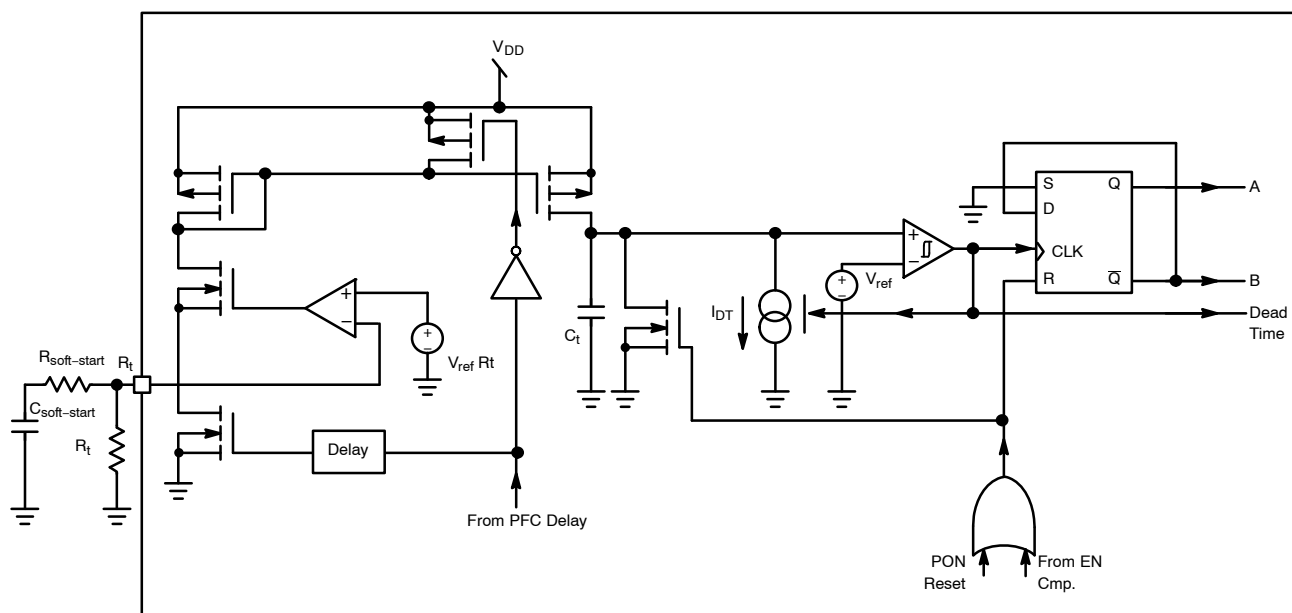 VDD
S
Q
A
D
CLK
R
Q
B
Vref
IDT
Ct
Dead
Time
Vref Rt
Rsoft−start
Rt
Csoft−start
Rt
Delay
From PFC Delay
PON
Reset
From EN
Cmp.